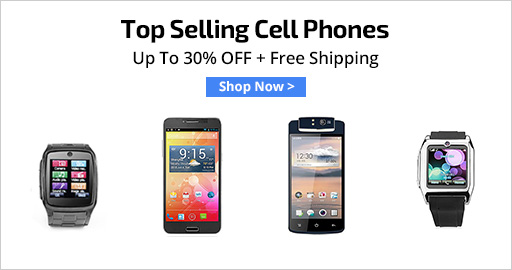 Top Selling Cell Phones
Up To 30% OFF + Free Shipping
Shop Now >
9:15